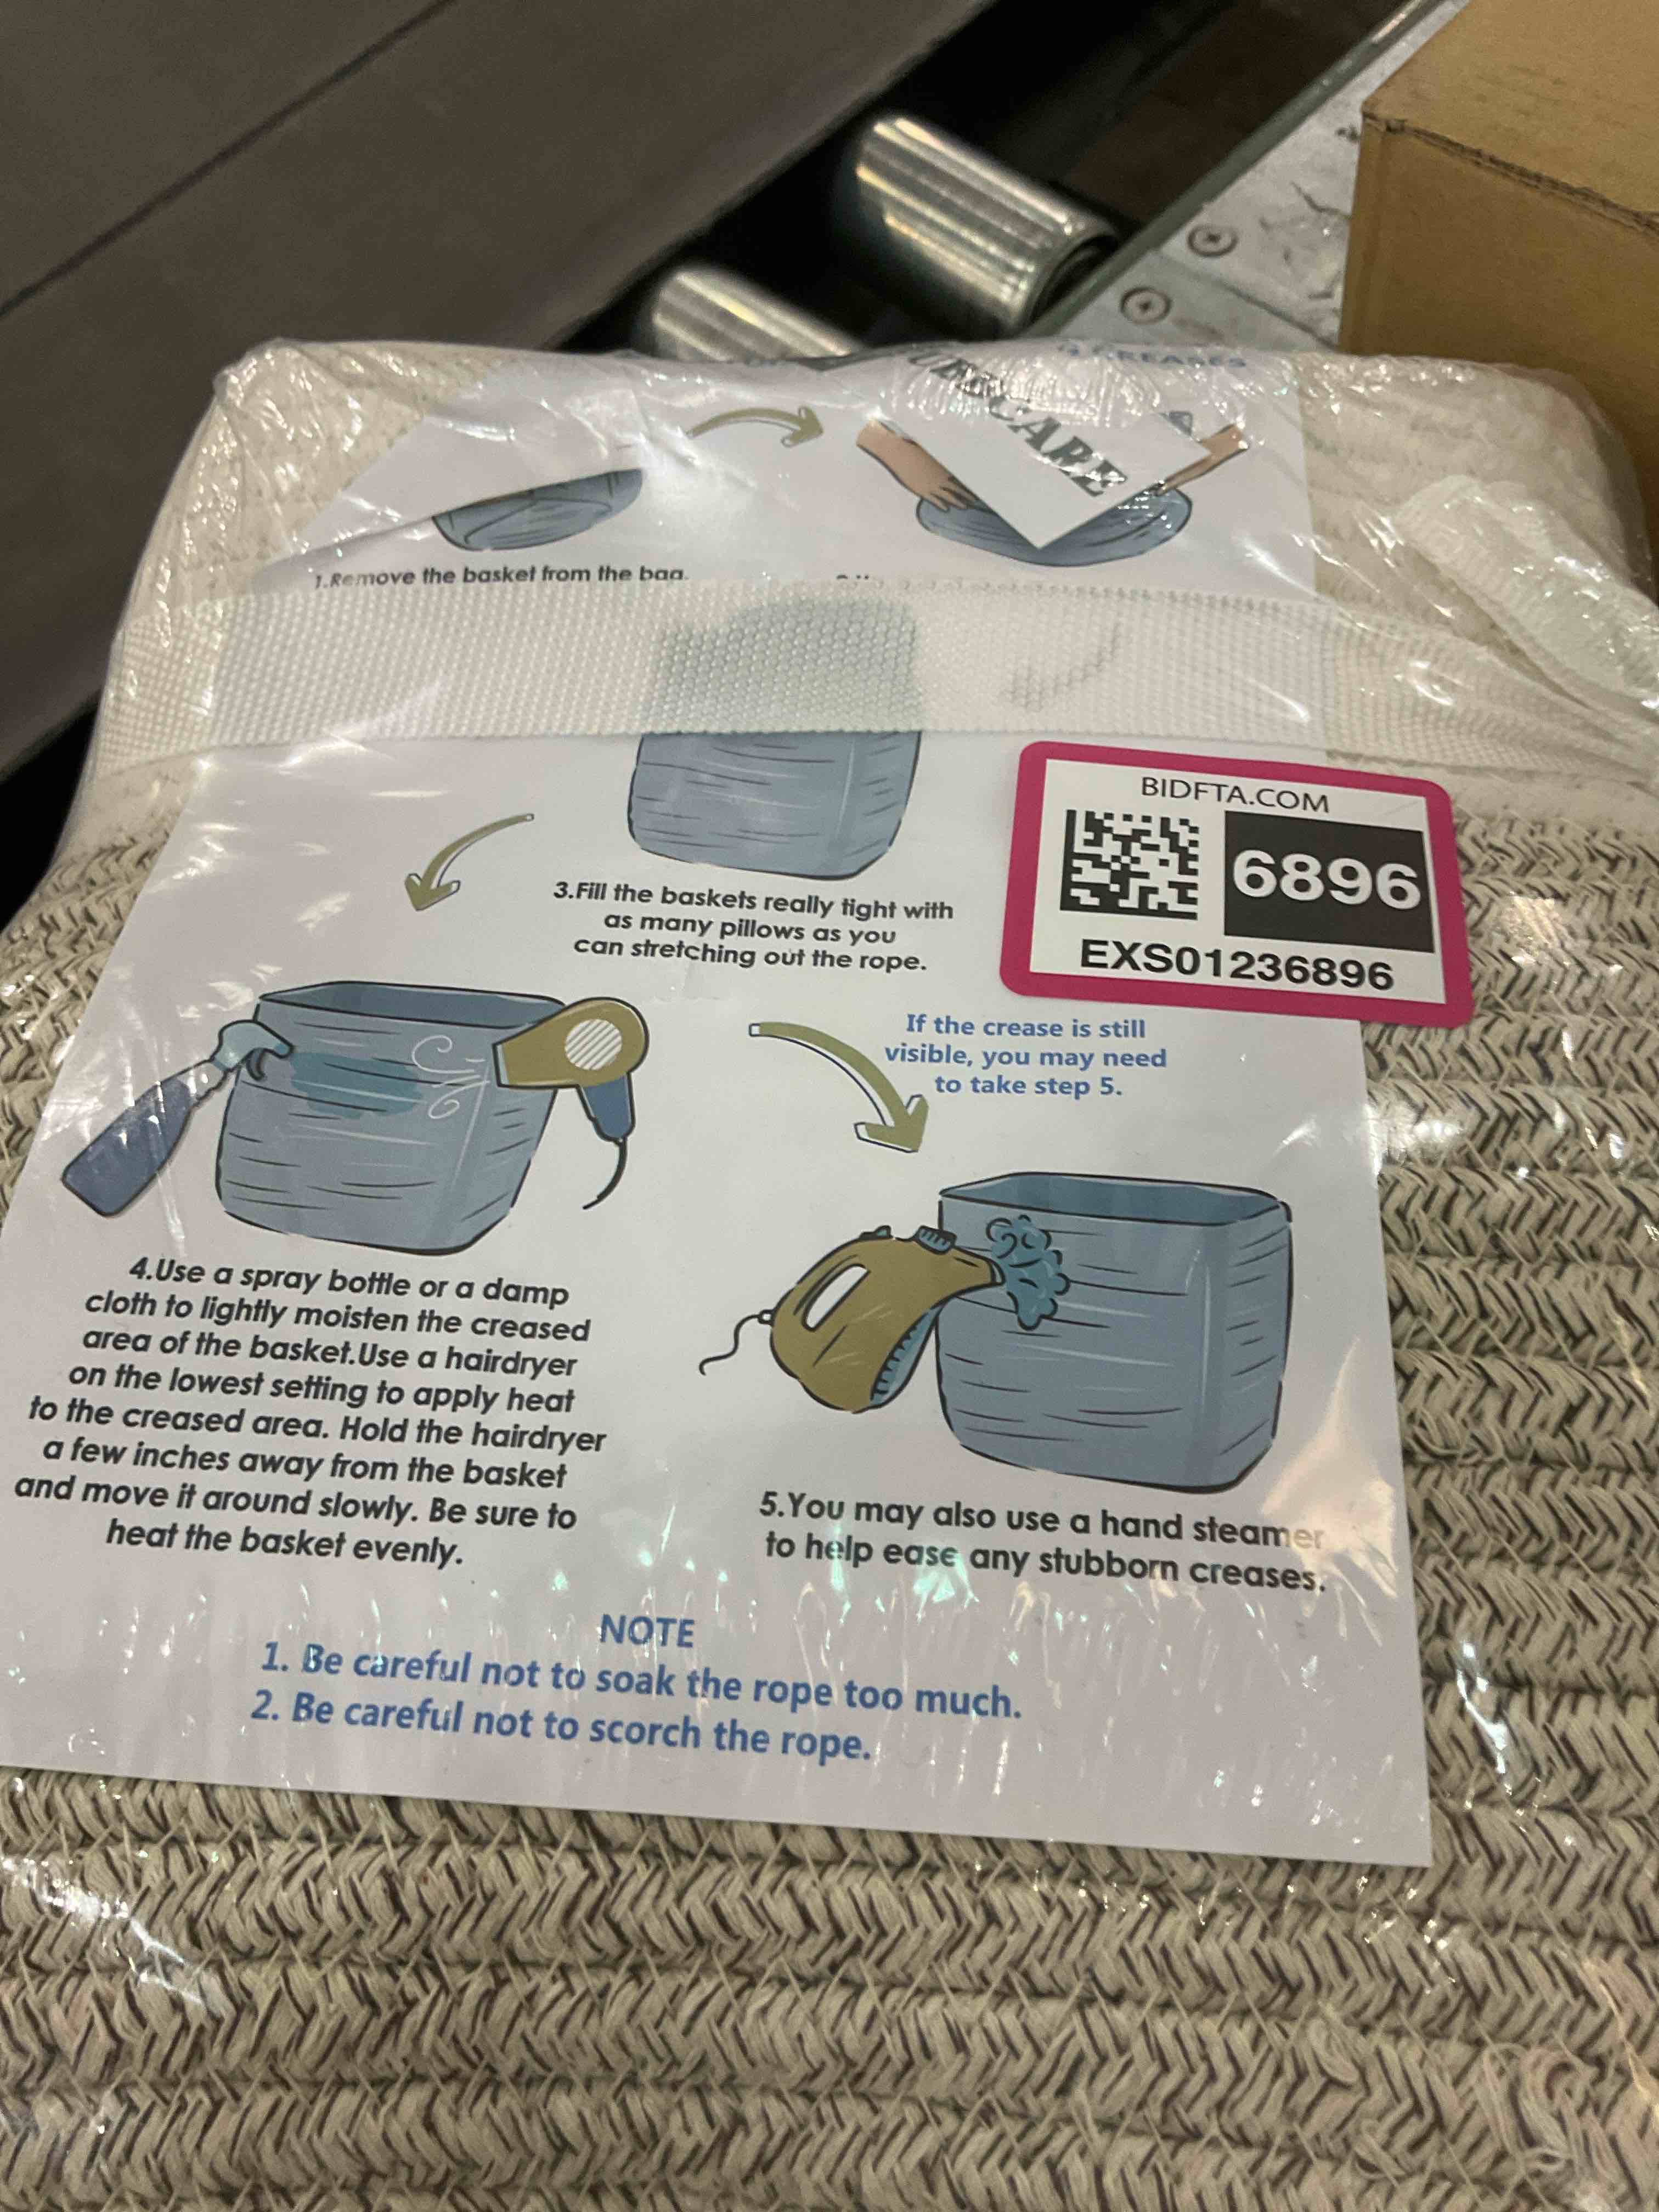 CREASES
CARE
1.Remove the basket from the bag.
3.Fill the baskets really tight with
as many pillows as you
can stretching out the rope.
BIDFTA.COM
6896
EXS01236896
If the crease is still
visible, you may need
to take step 5.
4.Use a spray bottle or a damp
cloth to lightly moisten the creased
area of the basket.Use a hairdryer
on the lowest setting to apply heat
to the creased area. Hold the hairdryer
a few inches away from the basket
and move it around slowly. Be sure to
heat the basket evenly.
5.You may also use a hand steamer
to help ease any stubborn creases.
NOTE
1. Be careful not to soak the rope too much.
2. Be careful not to scorch the rope.